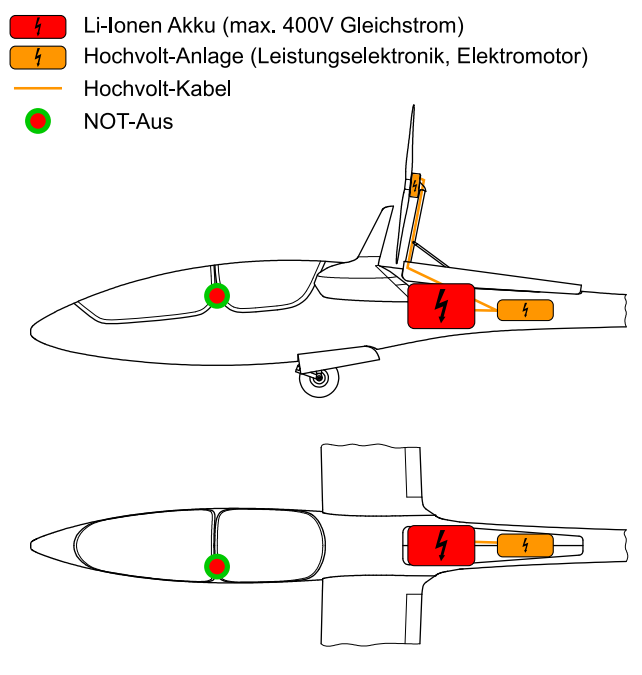 Li-Ionen Akku (max. 400V Gleichstrom)
Hochvolt-Anlage (Leistungselektronik, Elektromotor)
Hochvolt-Kabel
NOT-Aus